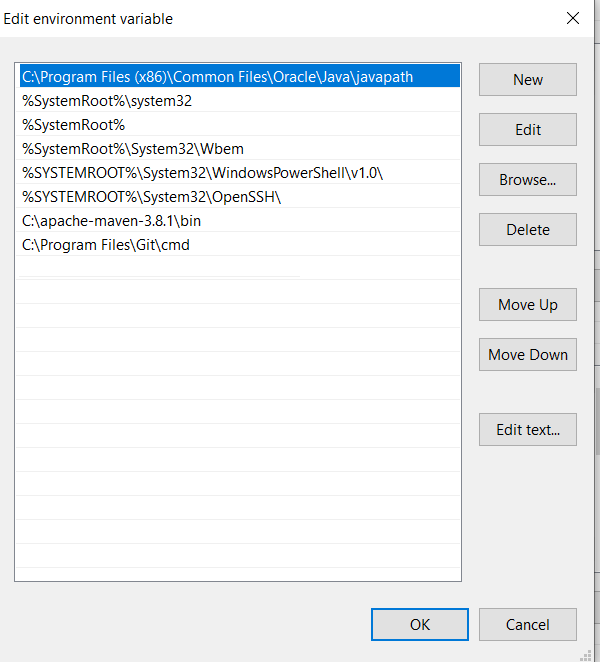 Edit environment variable
C:\Program Files (x86)\Common Files\Oracle\Java\javapath
%SystemRoot%\system32
%SystemRoot%
%SystemRoot%\System32\Wbem
%SYSTEMROOT%\System32\WindowsPowerShell\v1.0\
%SYSTEMROOT%\System32\OpenSSH\
C:\apache-maven-3.8.1\bin
C:\Program Files\Git\cmd
New
Edit
Browse...
Delete
Move Up
Move Down
Edit text...
OK
Cancel